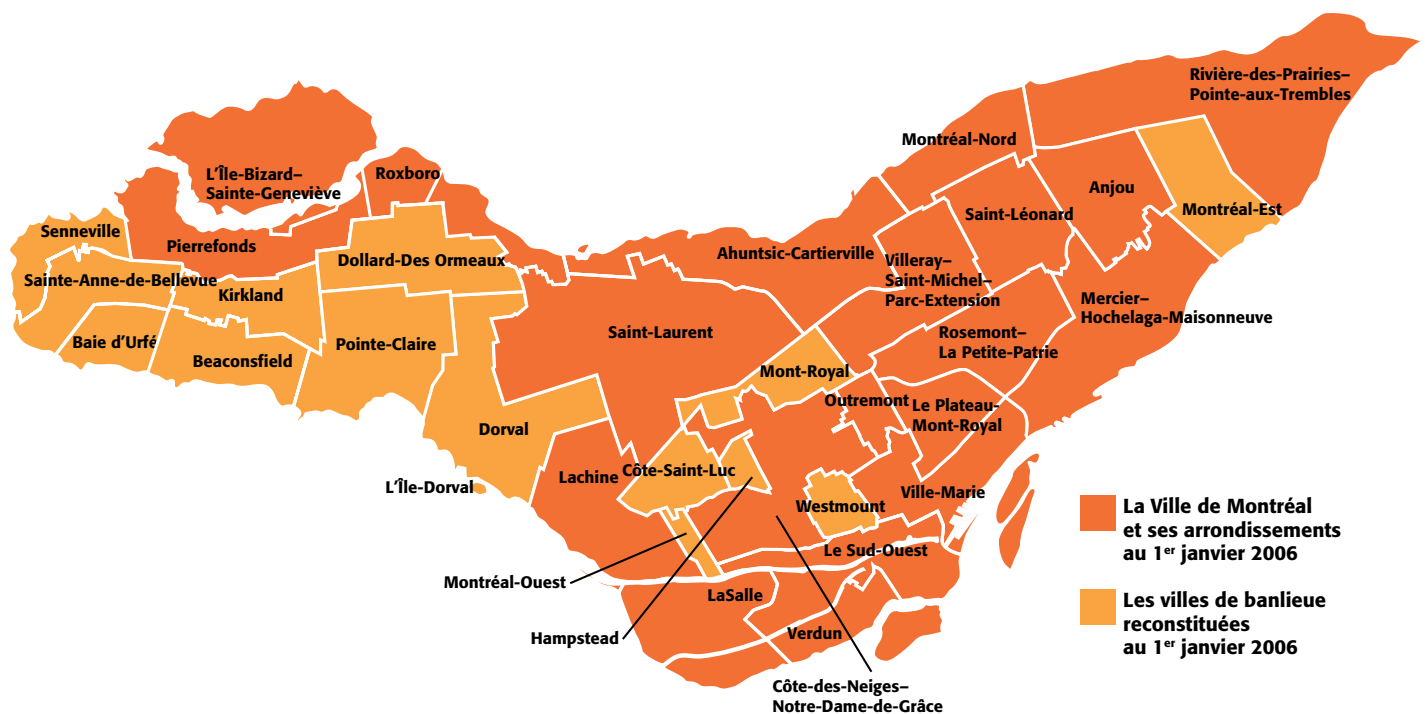 Rivière-des-Prairies–
Pointe-aux-Trembles
Montréal-Nord
L'Île-Bizard–
Sainte-Geneviève
Roxboro
Anjou
Saint-Léonard
Montréal-Est
Senneville
Pierrefonds
Dollard-Des Ormeaux
Ahuntsic-Cartierville
Villeray–
Saint-Michel–
Parc-Extension
Sainte-Anne-de-Bellevue
Kirkland
Mercier–
Hochelaga-Maisonneuve
Saint-Laurent
Rosemont–
La Petite-Patrie
Baie d'Urfé
Beaconsfield
Pointe-Claire
Mont-Royal
Outremont
Le Plateau-
Mont-Royal
Dorval
Lachine
Côte-Saint-Luc
L'Île-Dorval
Westmount
Ville-Marie
Le Sud-Ouest
Montréal-Ouest
LaSalle
Hampstead
Verdun
Côte-des-Neiges–
Notre-Dame-de-Grâce
La Ville de Montréal
et ses arrondissements
au 1er janvier 2006
Les villes de banlieue
reconstituées
au 1er janvier 2006